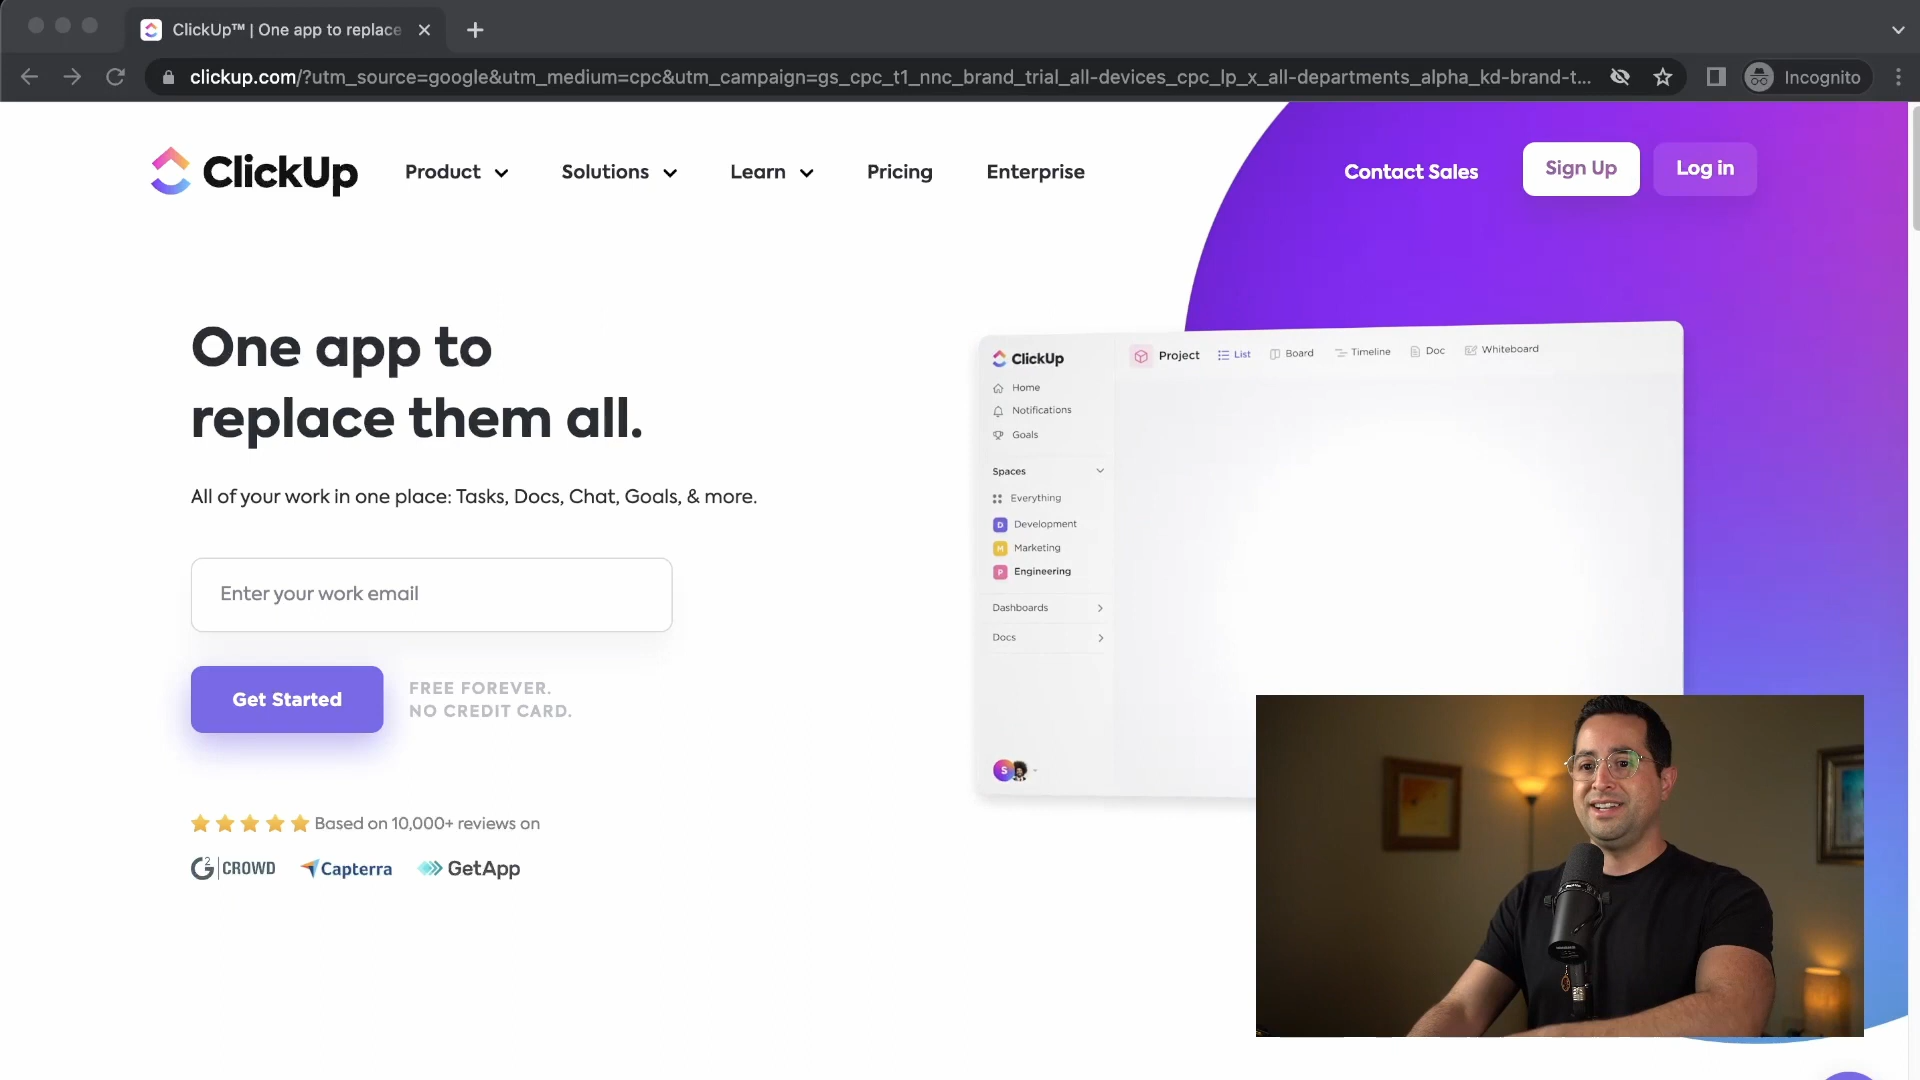 ClickUp™ | One app to replace
clickup.com/?utm_source=google&utm_medium=cpc&utm_campaign=gs_cpc_t1_nnc_brand_trial_all-devices_cpc_lp_x_all-departments_alpha_kd-brand-t...
Incognito
ClickUp
Product
Solutions
Learn
Pricing
Enterprise
Contact Sales
Sign Up
Log in
One app to
replace them all.
All of your work in one place: Tasks, Docs, Chat, Goals, & more.
Enter your work email
Get Started
FREE FOREVER.
NO CREDIT CARD.
Based on 10,000+ reviews on
G2 CROWD
Capterra
GetApp
ClickUp
Project
List
Board
Timeline
Doc
Whiteboard
Home
Notifications
Goals
Spaces
Everything
D Development
M Marketing
P Engineering
Dashboards
Docs
S